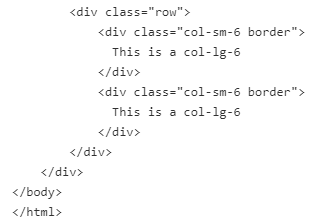 <div class="row">
<div class="col-sm-6 border">
This is a col-lg-6
</div>
<div class="col-sm-6 border">
This is a col-lg-6
</div>
</div>
</div>
</body>
</html>